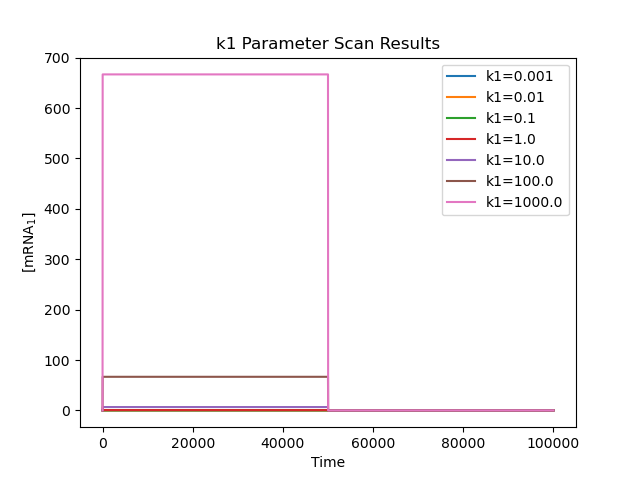 k1 Parameter Scan Results
[mRNA₁]
700
600
500
400
300
200
100
0
k1=0.001
k1=0.01
k1=0.1
k1=1.0
k1=10.0
k1=100.0
k1=1000.0
0 20000 40000 60000 80000 100000
Time